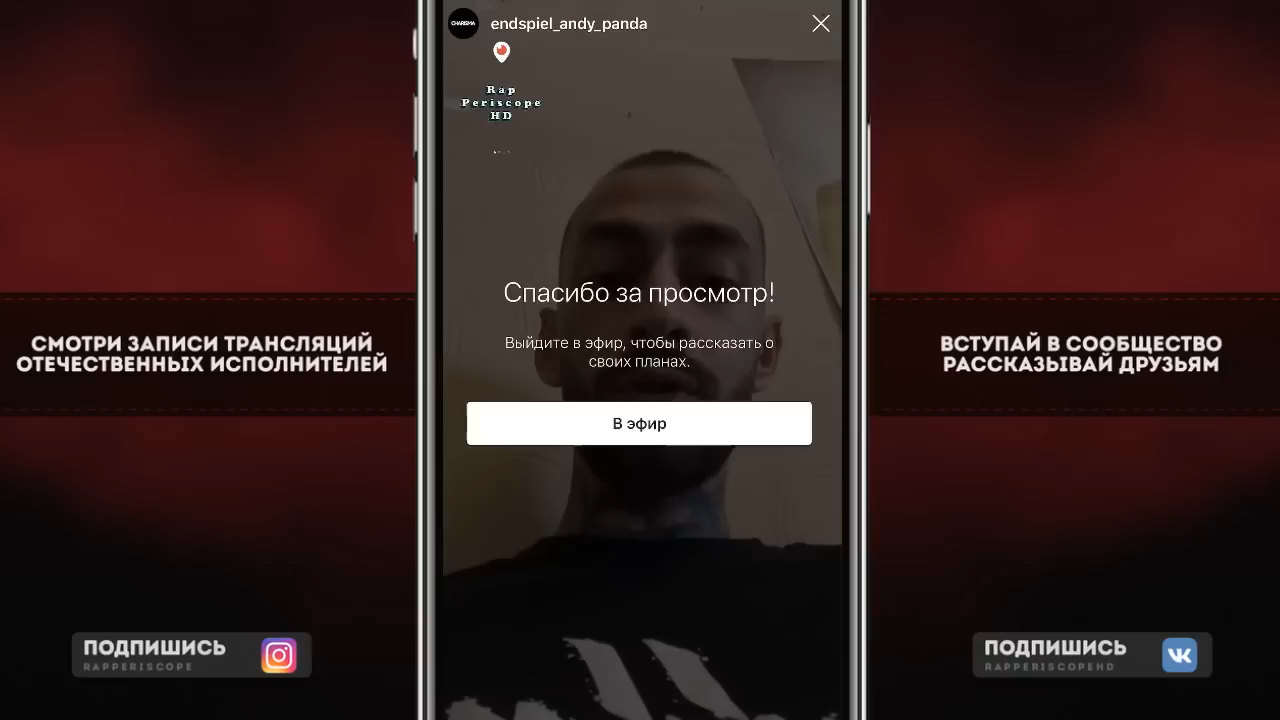 CHARISMA
endspiel_andy_panda
Rap
Periscope
HD
Спасибо за просмотр!
Выйдите в эфир, чтобы рассказать о
своих планах.
В эфир
СМОТРИ ЗАПИСИ ТРАНСЛЯЦИЙ
ОТЕЧЕСТВЕННЫХ ИСПОЛНИТЕЛЕЙ
ВСТУПАЙ В СООБЩЕСТВО
РАССКАЗЫВАЙ ДРУЗЬЯМ
ПОДПИШИСЬ
RAPPERISCOPE
ПОДПИШИСЬ
RAPPERISCOPEHD